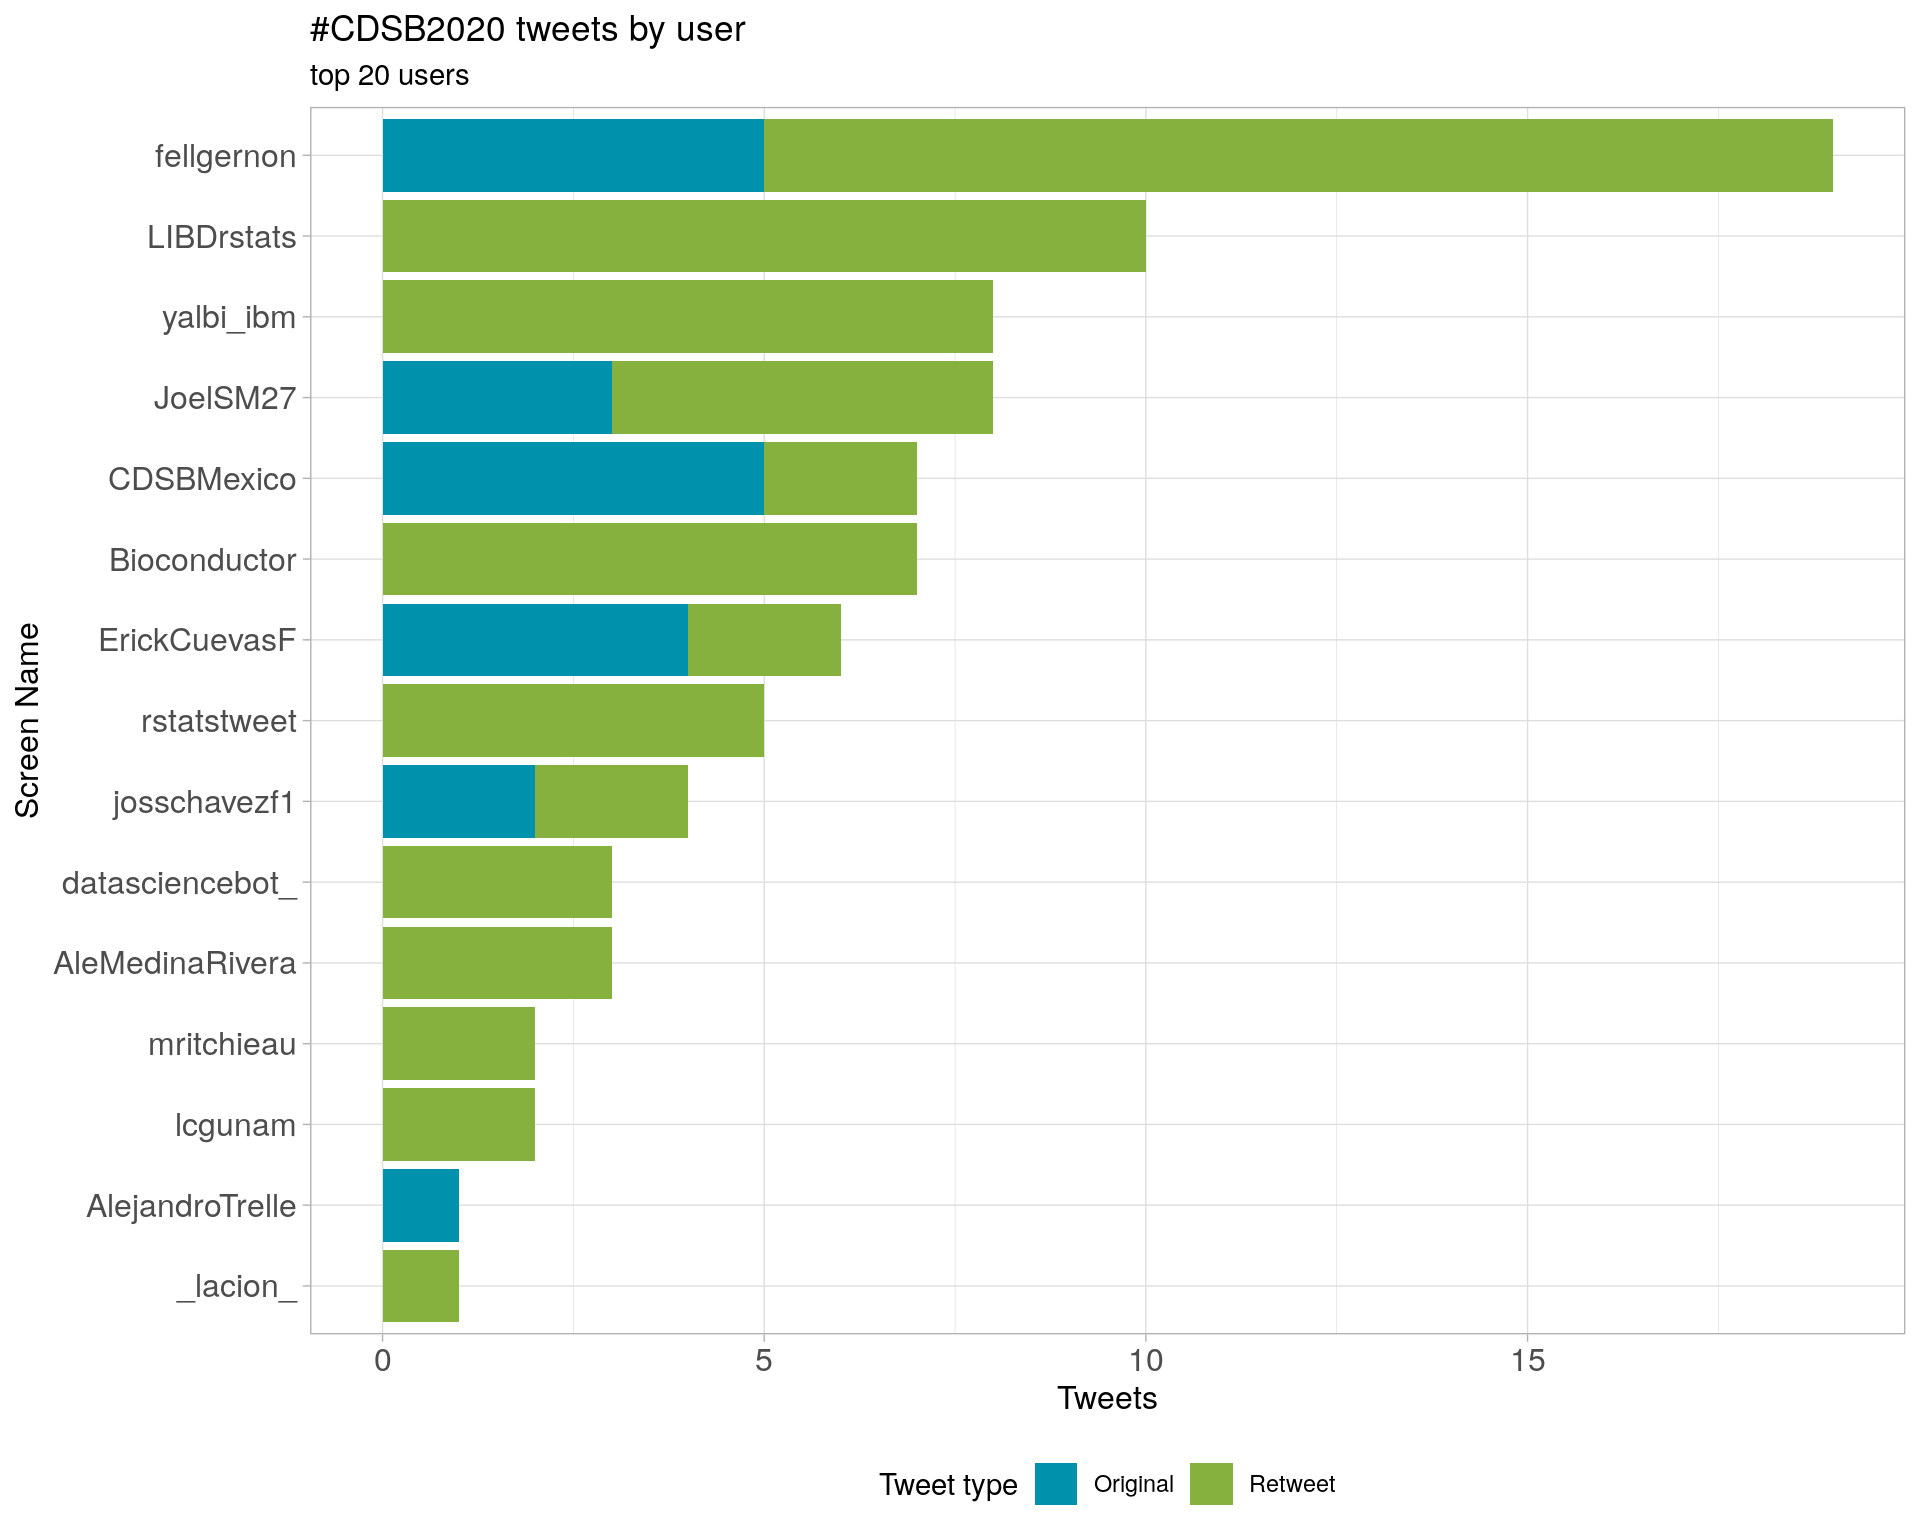 #CDSB2020 tweets by user
top 20 users
Screen Name
fellgernon
LIBDrstats
yalbi_ibm
JoelSM27
CDSBMexico
Bioconductor
ErickCuevasF
rstatstweet
josschavezf1
datasciencebot_
AleMedinaRivera
mritchieau
lcgunam
AlejandroTrelle
_lacion_
0 5 10 15
Tweets
Tweet type Original Retweet